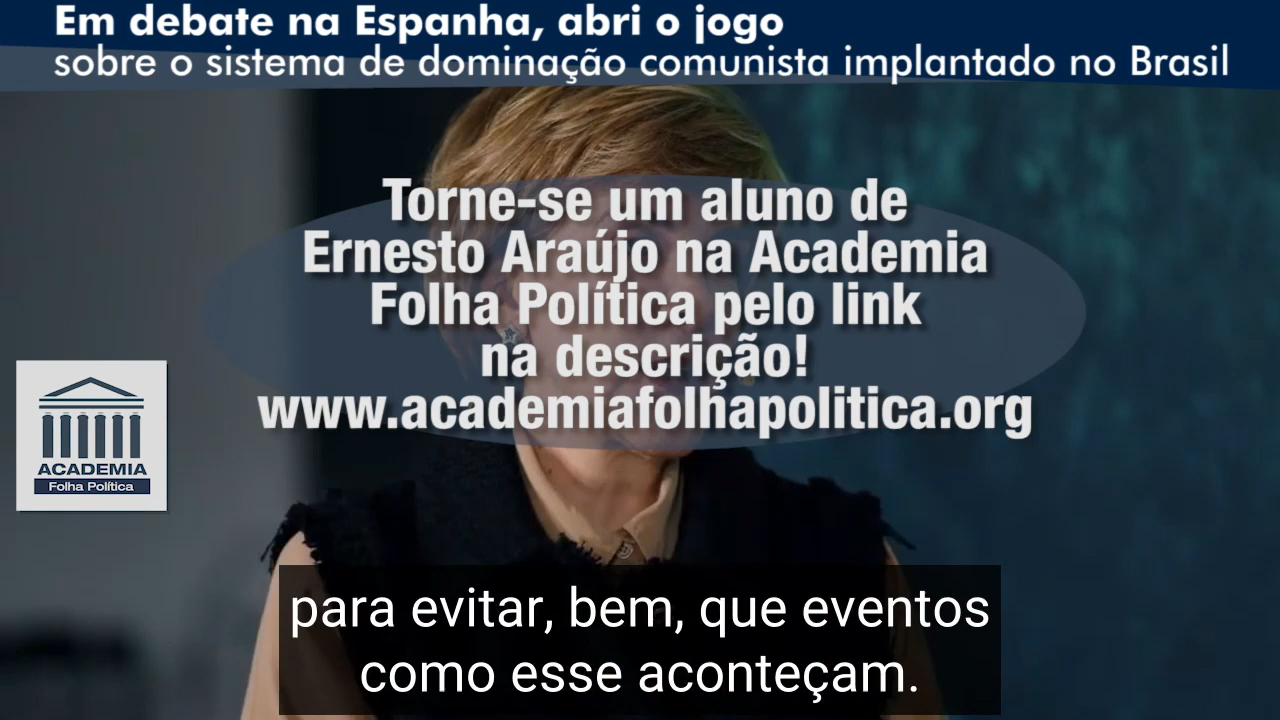 Em debate na Espanha, abri o jogo
sobre o sistema de dominação comunista implantado no Brasil
Torne-se um aluno de
Ernesto Araújo na Academia
Folha Política pelo link
na descrição!
www.academiafolhapolitica.org
ACADEMIA
Folha Política
para evitar, bem, que eventos
como esse aconteçam.